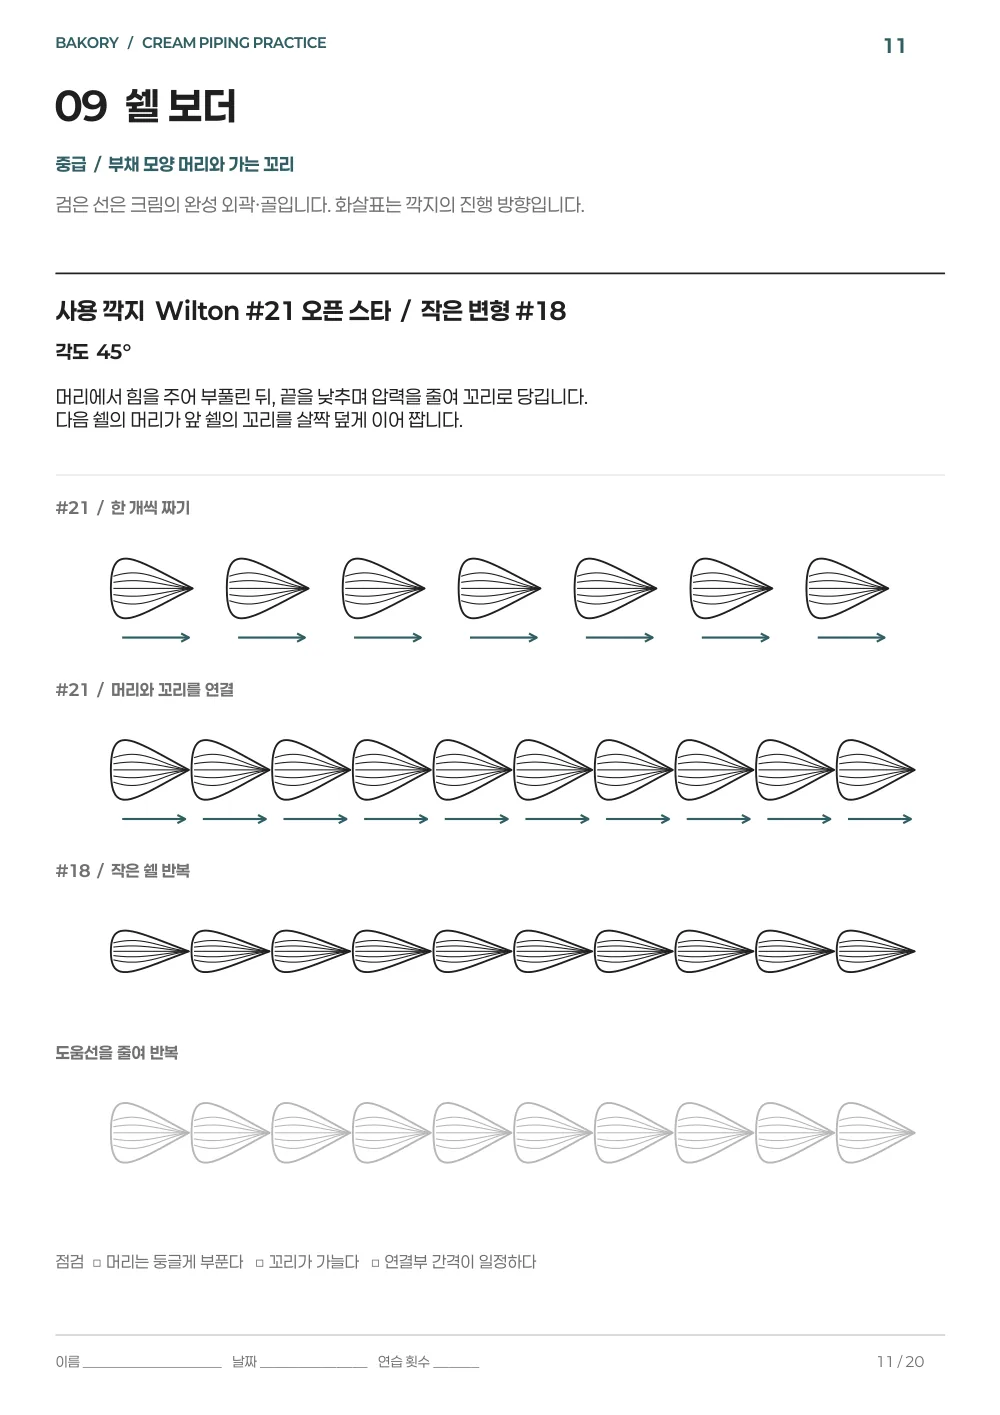 BAKORY / CREAM PIPING PRACTICE
11
09 쉘 보더
중급 / 부채 모양 머리와 가는 꼬리
검은 선은 크림의 완성 외곽·골입니다. 화살표는 깍지의 진행 방향입니다.
사용 깍지 Wilton #21 오픈 스타 / 작은 변형 #18
각도 45°
머리에서 힘을 주어 부풀린 뒤, 끝을 낮추며 압력을 줄여 꼬리로 당깁니다.
다음 쉘의 머리가 앞 쉘의 꼬리를 살짝 덮게 이어 짭니다.
#21 / 한 개씩 짜기
#21 / 머리와 꼬리를 연결
#18 / 작은 쉘 반복
도움선을 줄여 반복
점검 □ 머리는 둥글게 부푼다 □ 꼬리가 가늘다 □ 연결부 간격이 일정하다
이름 ____________________ 날짜 _______________ 연습 횟수 ______
11 / 20